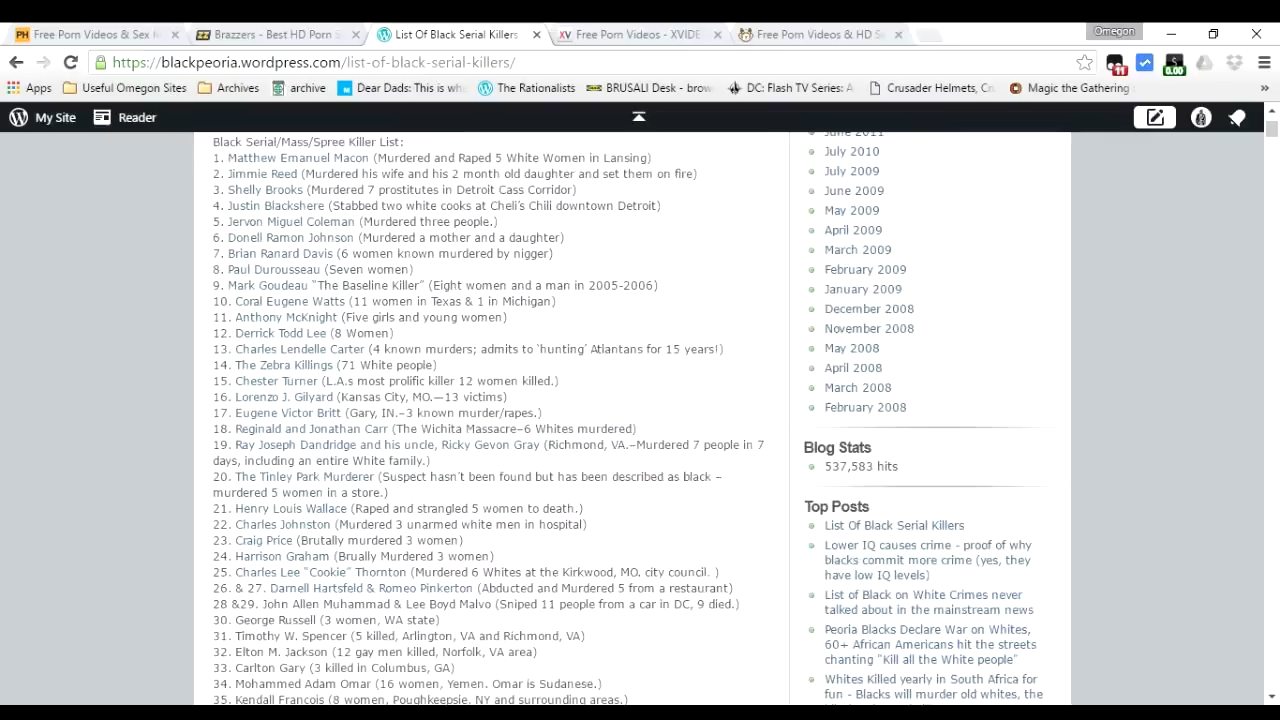 Free Porn Videos & Sex
Brazzers - Best HD Porn S
List Of Black Serial Killers
Free Porn Videos - XVIDE
Free Porn Videos & HD S
Omegon
https://blackpeoria.wordpress.com/list-of-black-serial-killers/
11
0.00
Apps
Useful Omegon Sites
Archives
archive
Dear Dads: This is wh
The Rationalists
BRUSALI Desk - brow
DC: Flash TV Series: A
Crusader Helmets, Cr
Magic the Gathering
My Site
Reader
Black Serial/Mass/Spree Killer List:
1. Matthew Emanuel Macon (Murdered and Raped 5 White Women in Lansing)
2. Jimmie Reed (Murdered his wife and his 2 month old daughter and set them on fire)
3. Shelly Brooks (Murdered 7 prostitutes in Detroit Cass Corridor)
4. Justin Blackshere (Stabbed two white cooks at Cheli's Chili downtown Detroit)
5. Jervon Miguel Coleman (Murdered three people.)
6. Donell Ramon Johnson (Murdered a mother and a daughter)
7. Brian Ranard Davis (6 women known murdered by nigger)
8. Paul Durousseau (Seven women)
9. Mark Goudeau "The Baseline Killer" (Eight women and a man in 2005-2006)
10. Coral Eugene Watts (11 women in Texas & 1 in Michigan)
11. Anthony McKnight (Five girls and young women)
12. Derrick Todd Lee (8 Women)
13. Charles Lendelle Carter (4 known murders; admits to 'hunting' Atlantans for 15 years!)
14. The Zebra Killings (71 White people)
15. Chester Turner (L.A.s most prolific killer 12 women killed.)
16. Lorenzo J. Gilyard (Kansas City, MO.—13 victims)
17. Eugene Victor Britt (Gary, IN.–3 known murder/rapes.)
18. Reginald and Jonathan Carr (The Wichita Massacre–6 Whites murdered)
19. Ray Joseph Dandridge and his uncle, Ricky Gevon Gray (Richmond, VA.–Murdered 7 people in 7
days, including an entire White family.)
20. The Tinley Park Murderer (Suspect hasn't been found but has been described as black –
murdered 5 women in a store.)
21. Henry Louis Wallace (Raped and strangled 5 women to death.)
22. Charles Johnston (Murdered 3 unarmed white men in hospital)
23. Craig Price (Brutally murdered 3 women)
24. Harrison Graham (Brually Murdered 3 women)
25. Charles Lee "Cookie" Thornton (Murdered 6 Whites at the Kirkwood, MO. city council. )
26. & 27. Darnell Hartsfeld & Romeo Pinkerton (Abducted and Murdered 5 from a restaurant)
28 &29. John Allen Muhammad & Lee Boyd Malvo (Sniped 11 people from a car in DC, 9 died.)
30. George Russell (3 women, WA state)
31. Timothy W. Spencer (5 killed, Arlington, VA and Richmond, VA)
32. Elton M. Jackson (12 gay men killed, Norfolk, VA area)
33. Carlton Gary (3 killed in Columbus, GA)
34. Mohammed Adam Omar (16 women, Yemen. Omar is Sudanese.)
35. Kendall Francois (8 women, Poughkeepsie, NY and surrounding areas.)
June 2011
July 2010
July 2009
June 2009
May 2009
April 2009
March 2009
February 2009
January 2009
December 2008
November 2008
May 2008
April 2008
March 2008
February 2008
Blog Stats
537,583 hits
Top Posts
List Of Black Serial Killers
Lower IQ causes crime - proof of why
blacks commit more crime (yes, they
have low IQ levels)
List of Black on White Crimes never
talked about in the mainstream news
Peoria Blacks Declare War on Whites,
60+ African Americans hit the streets
chanting "Kill all the White people"
Whites Killed yearly in South Africa for
fun - Blacks will murder old whites, the